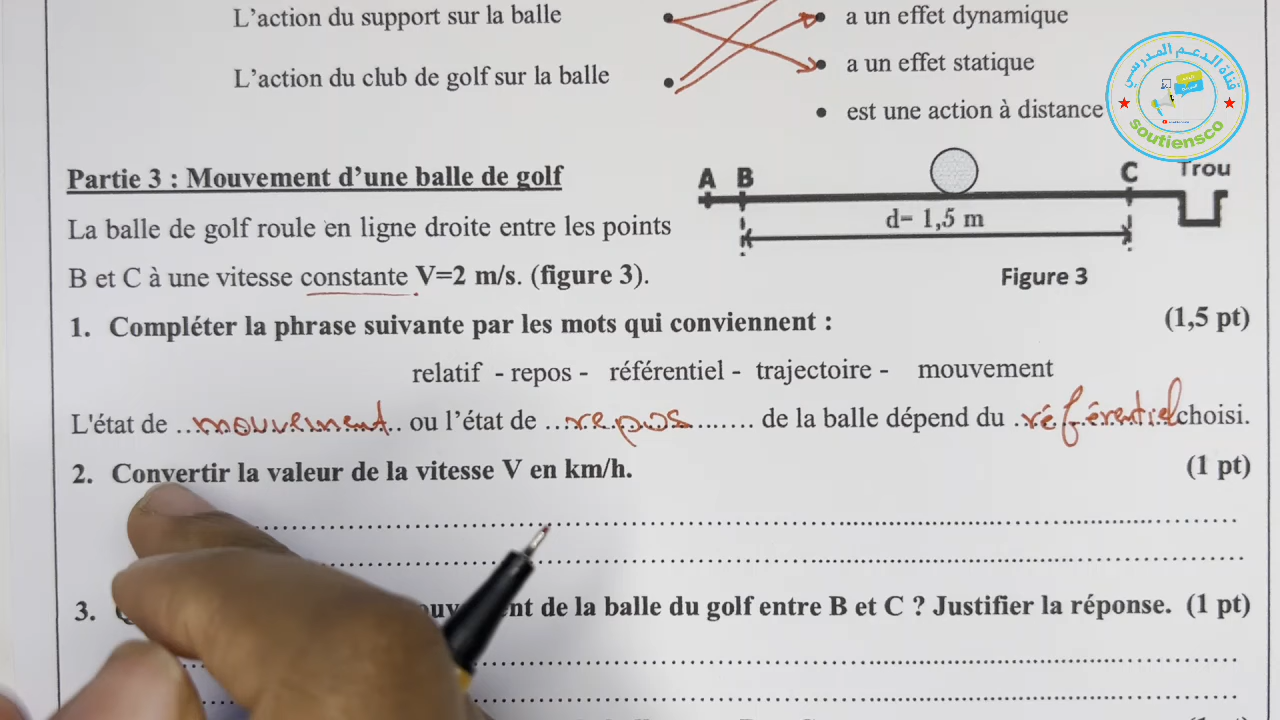 L'action du support sur la balle
a un effet dynamique
L'action du club de golf sur la balle
a un effet statique
est une action à distance
قناة الدعم المدرسي
Soutiensco
Partie 3 : Mouvement d'une balle de golf
A B C Trou
La balle de golf roule en ligne droite entre les points
d= 1,5 m
B et C à une vitesse constante V=2 m/s. (figure 3).
Figure 3
1. Compléter la phrase suivante par les mots qui conviennent : (1,5 pt)
relatif - repos - référentiel - trajectoire - mouvement
L'état de ..mouvement.. ou l'état de ..repos........ de la balle dépend du ..référentiel choisi.
2. Convertir la valeur de la vitesse V en km/h. (1 pt)
3. de la balle du golf entre B et C ? Justifier la réponse. (1 pt)